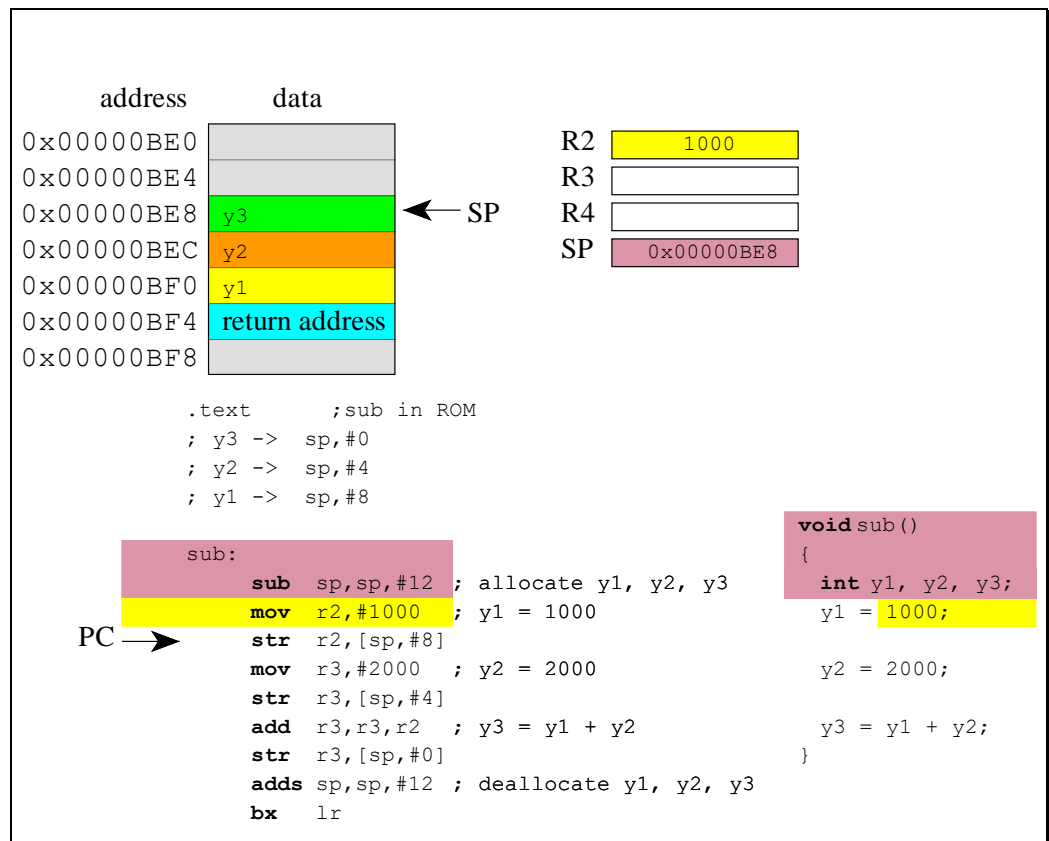 address data
0x00000BE0 R2 1000
0x00000BE4 R3
0x00000BE8 y3 SP R4
0x00000BEC y2 SP 0x00000BE8
0x00000BF0 y1
0x00000BF4 return address
0x00000BF8
.text ;sub in ROM
; y3 -> sp,#0
; y2 -> sp,#4
; y1 -> sp,#8
void sub()
sub: {
sub sp,sp,#12 ; allocate y1, y2, y3 int y1, y2, y3;
mov r2,#1000 ; y1 = 1000 y1 = 1000;
PC str r2,[sp,#8]
mov r3,#2000 ; y2 = 2000 y2 = 2000;
str r3,[sp,#4]
add r3,r3,r2 ; y3 = y1 + y2 y3 = y1 + y2;
str r3,[sp,#0] }
adds sp,sp,#12 ; deallocate y1, y2, y3
bx lr